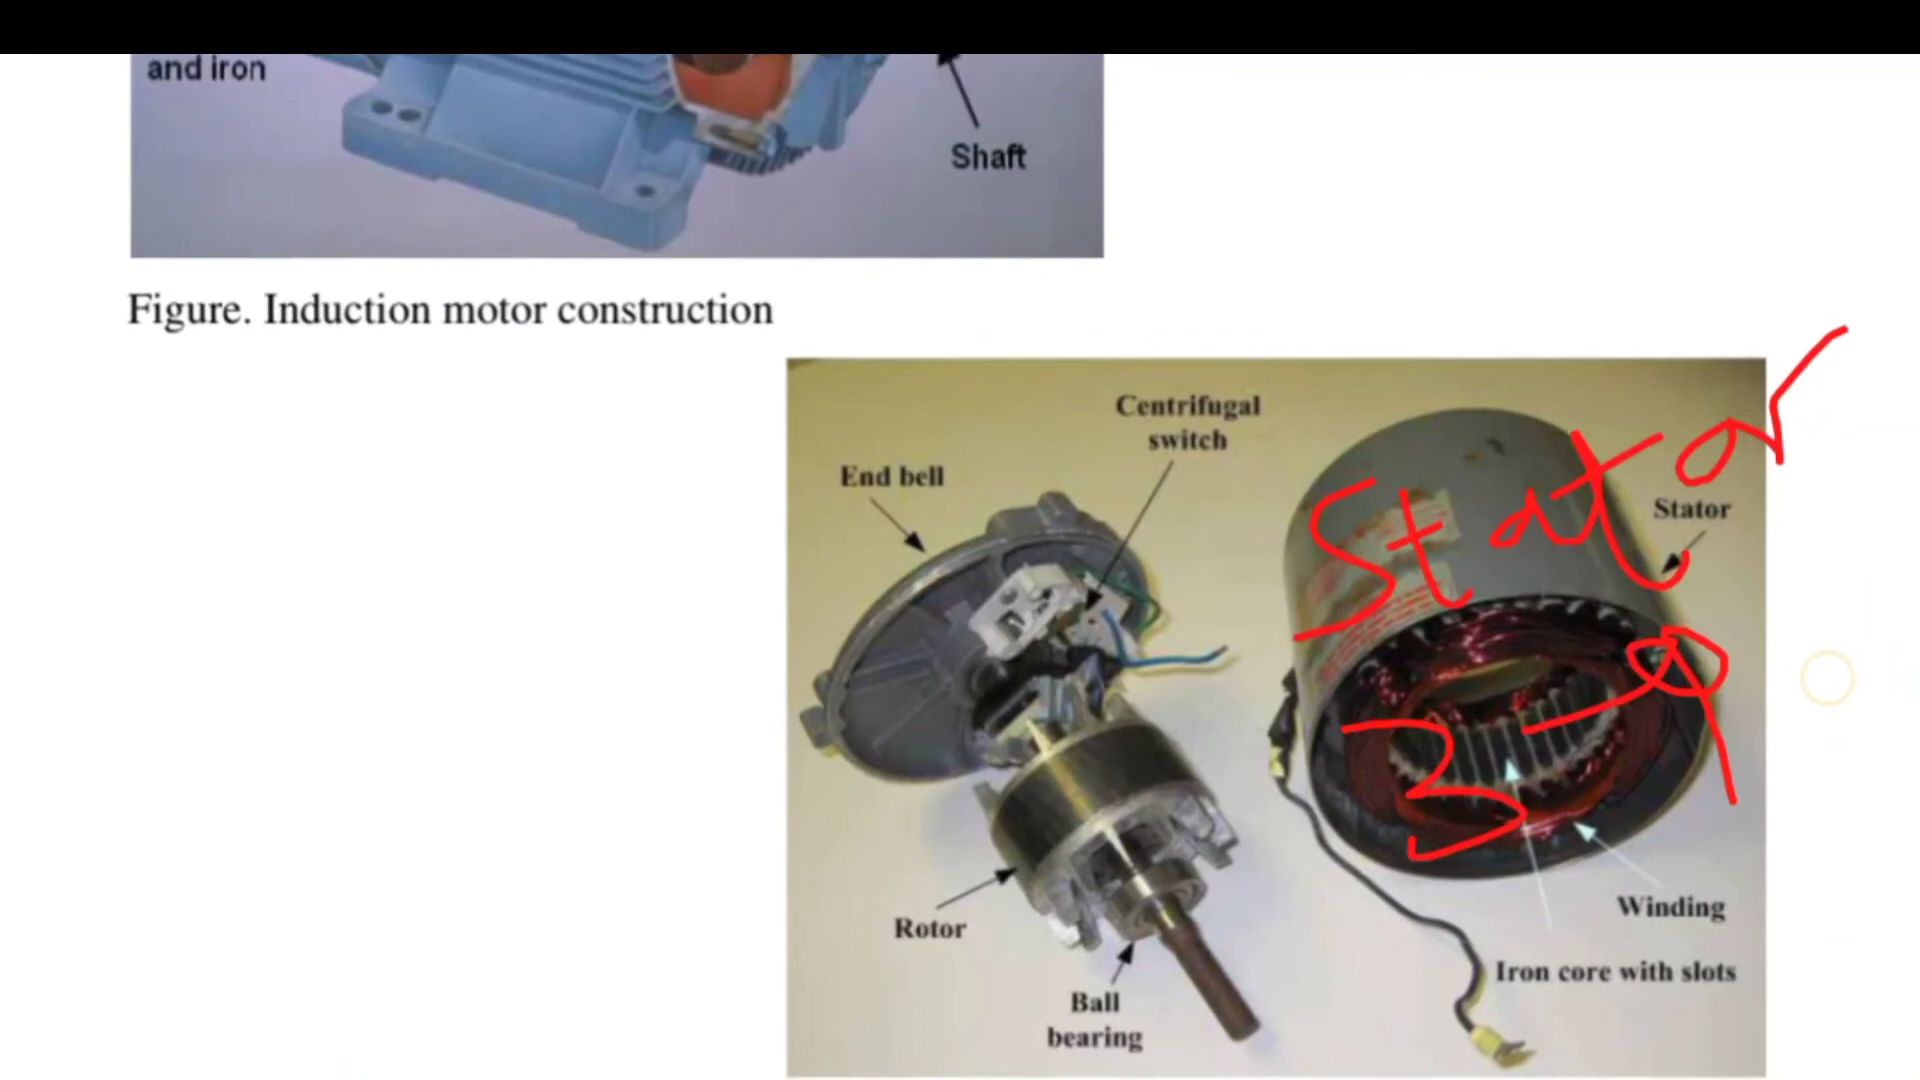 and iron
Shaft
Figure. Induction motor construction
Centrifugal
switch
End bell
Stator
Stator
3-φ
Rotor
Winding
Iron core with slots
Ball
bearing